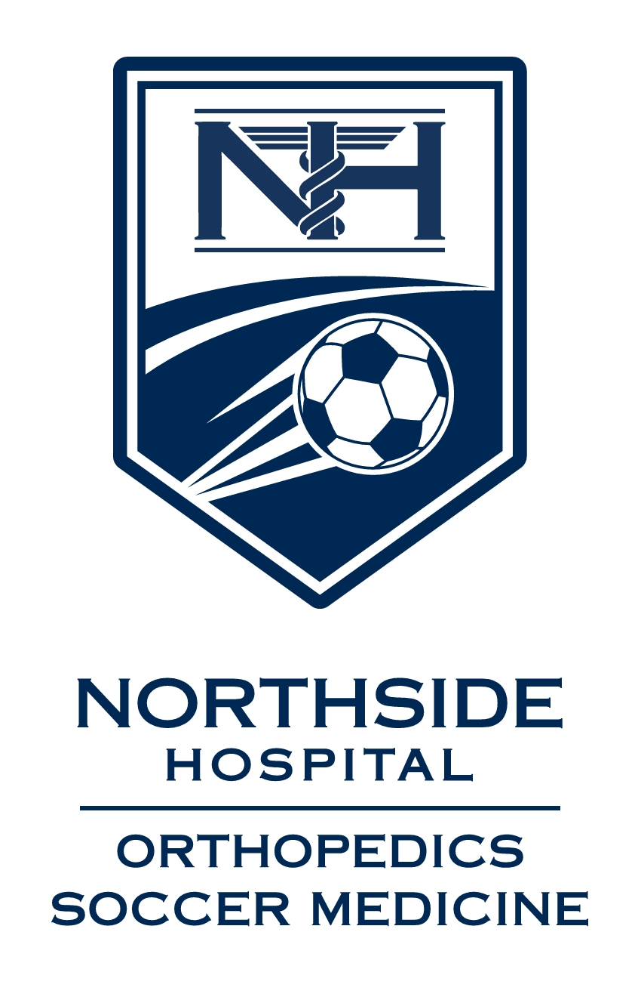 NH
NORTHSIDE
HOSPITAL
ORTHOPEDICS
SOCCER MEDICINE